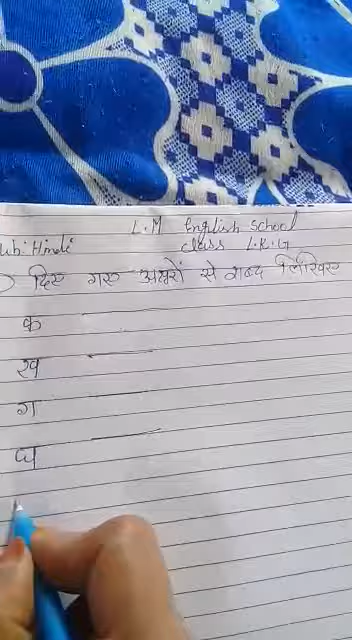 L.M English School
Sub: Hindi class L.K.G
दिए गए अक्षरों से शब्द लिखिए
क
ख
ग
घ